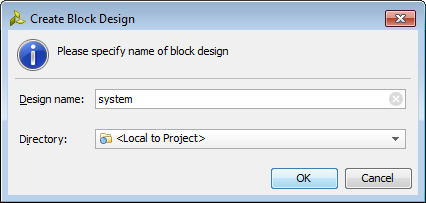 Create Block Design
Please specify name of block design
Design name: system
Directory: <Local to Project>
OK Cancel